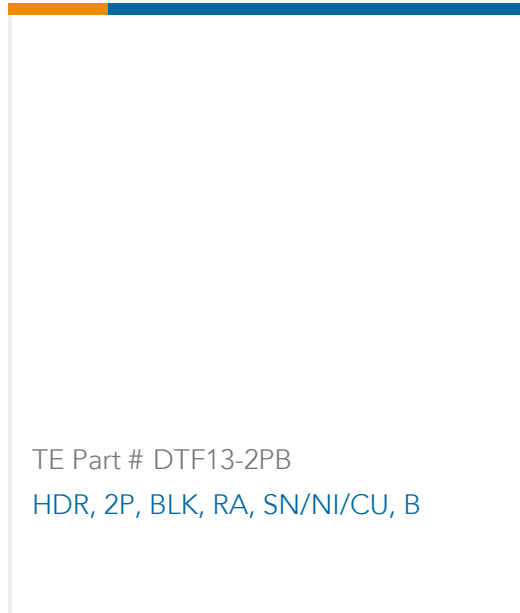 TE Part # DTF13-2PB
HDR, 2P, BLK, RA, SN/NI/CU, B